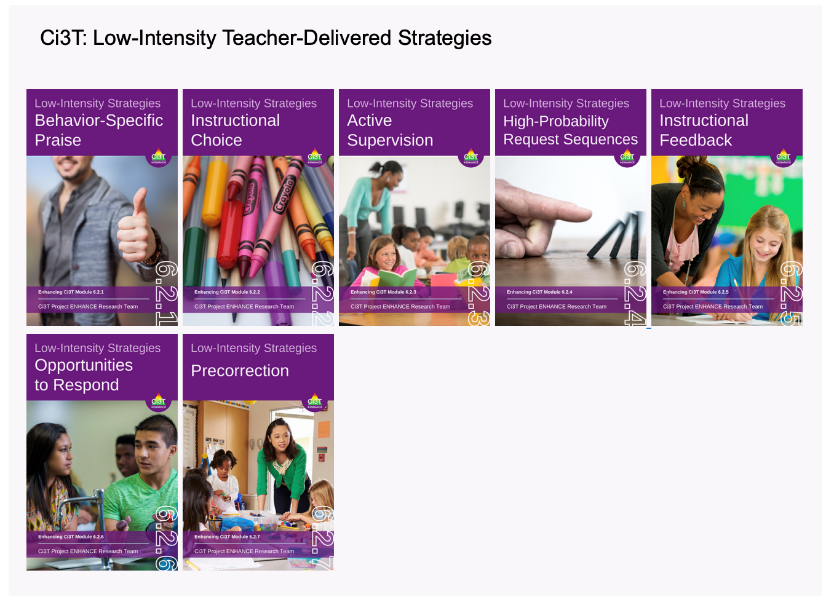 Ci3T: Low-Intensity Teacher-Delivered Strategies
Low-Intensity Strategies
Behavior-Specific
Praise
Ci3T
Enhancing Ci3T Module 6.2.1
Ci3T Project ENHANCE Research Team
6.2.1
Low-Intensity Strategies
Instructional
Choice
Ci3T
Crayola
Enhancing Ci3T Module 6.2.2
Ci3T Project ENHANCE Research Team
6.2.2
Low-Intensity Strategies
Active
Supervision
Ci3T
Enhancing Ci3T Module 6.2.3
Ci3T Project ENHANCE Research Team
6.2.3
Low-Intensity Strategies
High-Probability
Request Sequences
Ci3T
Enhancing Ci3T Module 6.2.4
Ci3T Project ENHANCE Research Team
6.2.4
Low-Intensity Strategies
Instructional
Feedback
Ci3T
Enhancing Ci3T Module 6.2.5
Ci3T Project ENHANCE Research Team
6.2.5
Low-Intensity Strategies
Opportunities
to Respond
Ci3T
Enhancing Ci3T Module 6.2.6
Ci3T Project ENHANCE Research Team
6.2.6
Low-Intensity Strategies
Precorrection
Ci3T
Enhancing Ci3T Module 6.2.7
Ci3T Project ENHANCE Research Team
6.2.7